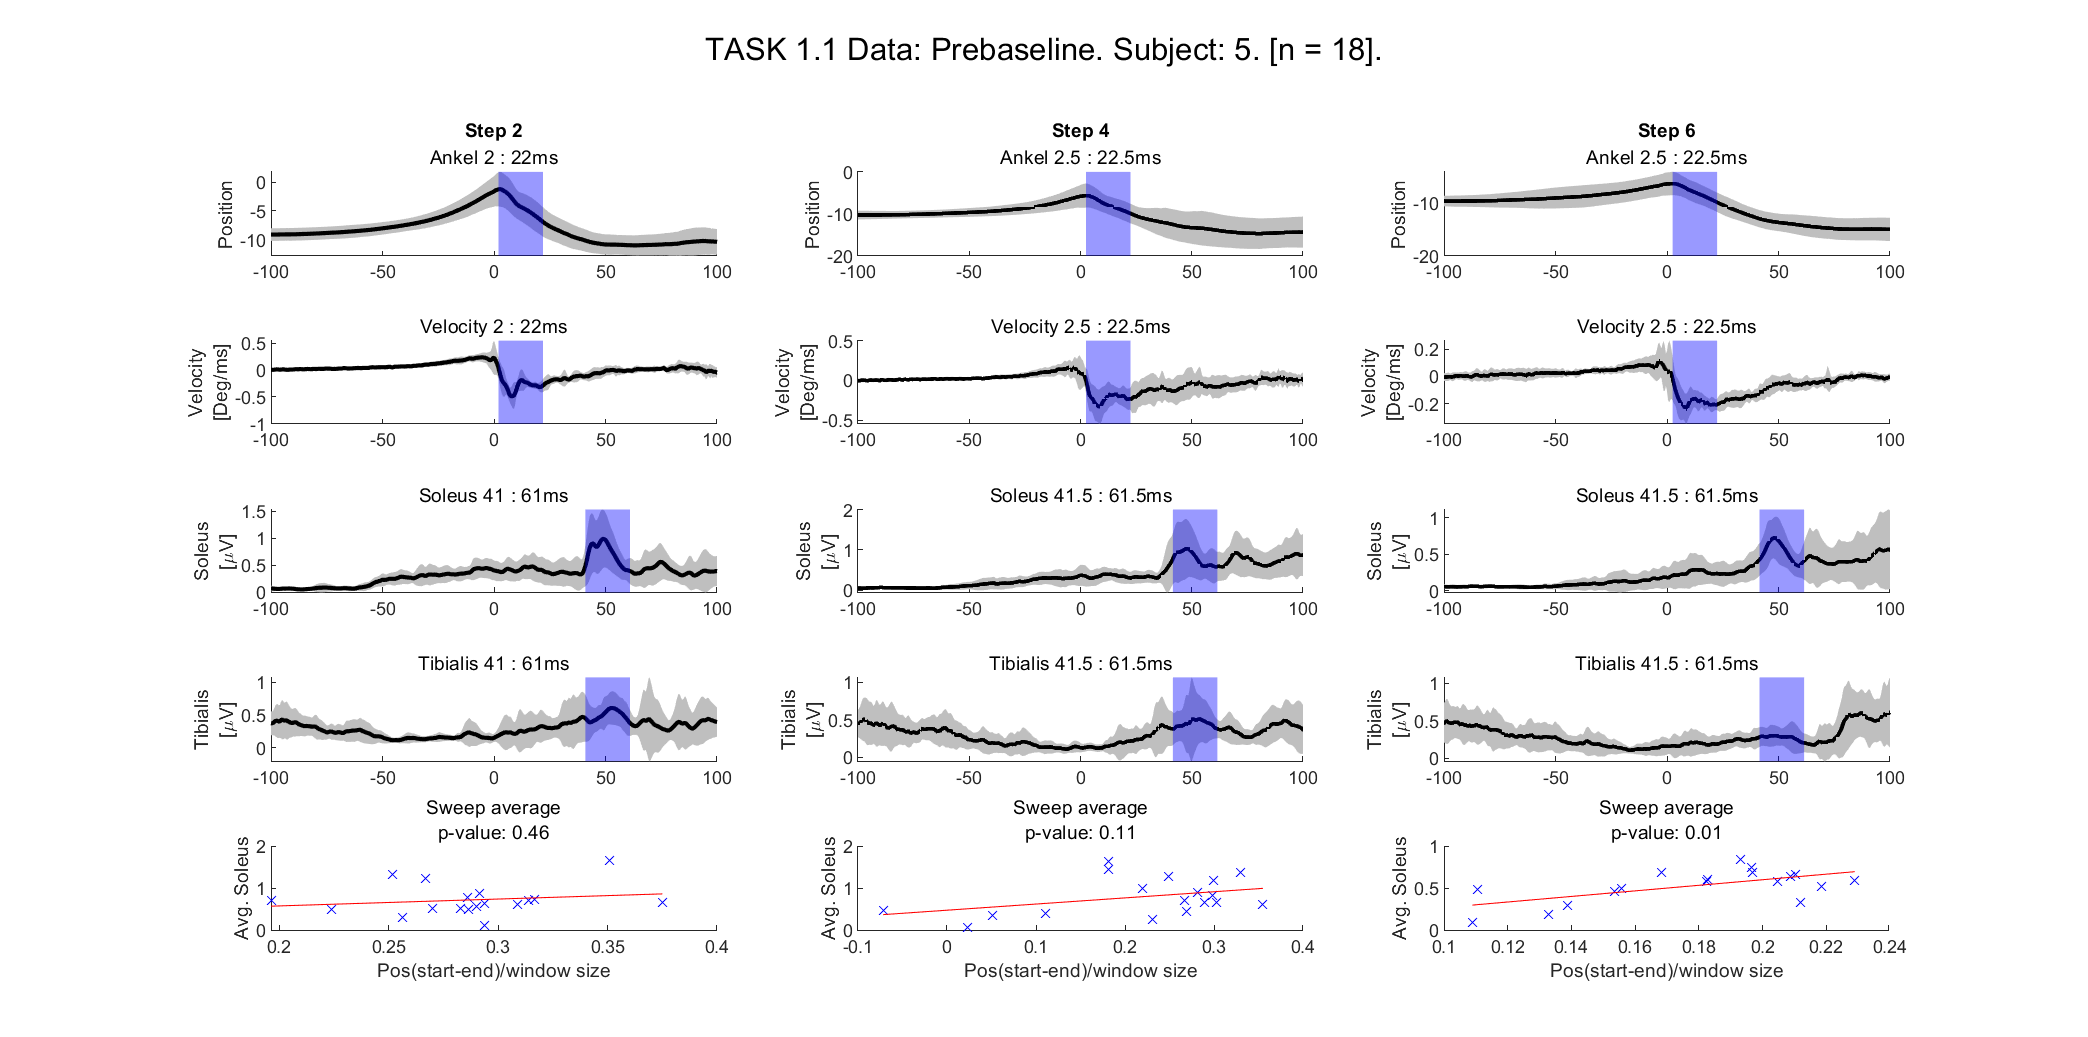 TASK 1.1 Data: Prebaseline. Subject: 5. [n = 18].
Step 2
Ankel 2 : 22ms
Position
0
-5
-10
-100 -50 0 50 100
Velocity 2 : 22ms
Velocity
[Deg/ms]
0.5
0
-0.5
-1
-100 -50 0 50 100
Soleus 41 : 61ms
Soleus
[μV]
1.5
1
0.5
0
-100 -50 0 50 100
Tibialis 41 : 61ms
Tibialis
[μV]
1
0.5
0
-100 -50 0 50 100
Sweep average
p-value: 0.46
Avg. Soleus
2
1
0
0.2 0.25 0.3 0.35 0.4
Pos(start-end)/window size
Step 4
Ankel 2.5 : 22.5ms
Position
0
-10
-20
-100 -50 0 50 100
Velocity 2.5 : 22.5ms
Velocity
[Deg/ms]
0.5
0
-0.5
-100 -50 0 50 100
Soleus 41.5 : 61.5ms
Soleus
[μV]
2
1
0
-100 -50 0 50 100
Tibialis 41.5 : 61.5ms
Tibialis
[μV]
1
0.5
0
-100 -50 0 50 100
Sweep average
p-value: 0.11
Avg. Soleus
2
1
0
-0.1 0 0.1 0.2 0.3 0.4
Pos(start-end)/window size
Step 6
Ankel 2.5 : 22.5ms
Position
-10
-20
-100 -50 0 50 100
Velocity 2.5 : 22.5ms
Velocity
[Deg/ms]
0.2
0
-0.2
-100 -50 0 50 100
Soleus 41.5 : 61.5ms
Soleus
[μV]
1
0.5
0
-100 -50 0 50 100
Tibialis 41.5 : 61.5ms
Tibialis
[μV]
1
0.5
0
-100 -50 0 50 100
Sweep average
p-value: 0.01
Avg. Soleus
1
0.5
0
0.1 0.12 0.14 0.16 0.18 0.2 0.22 0.24
Pos(start-end)/window size